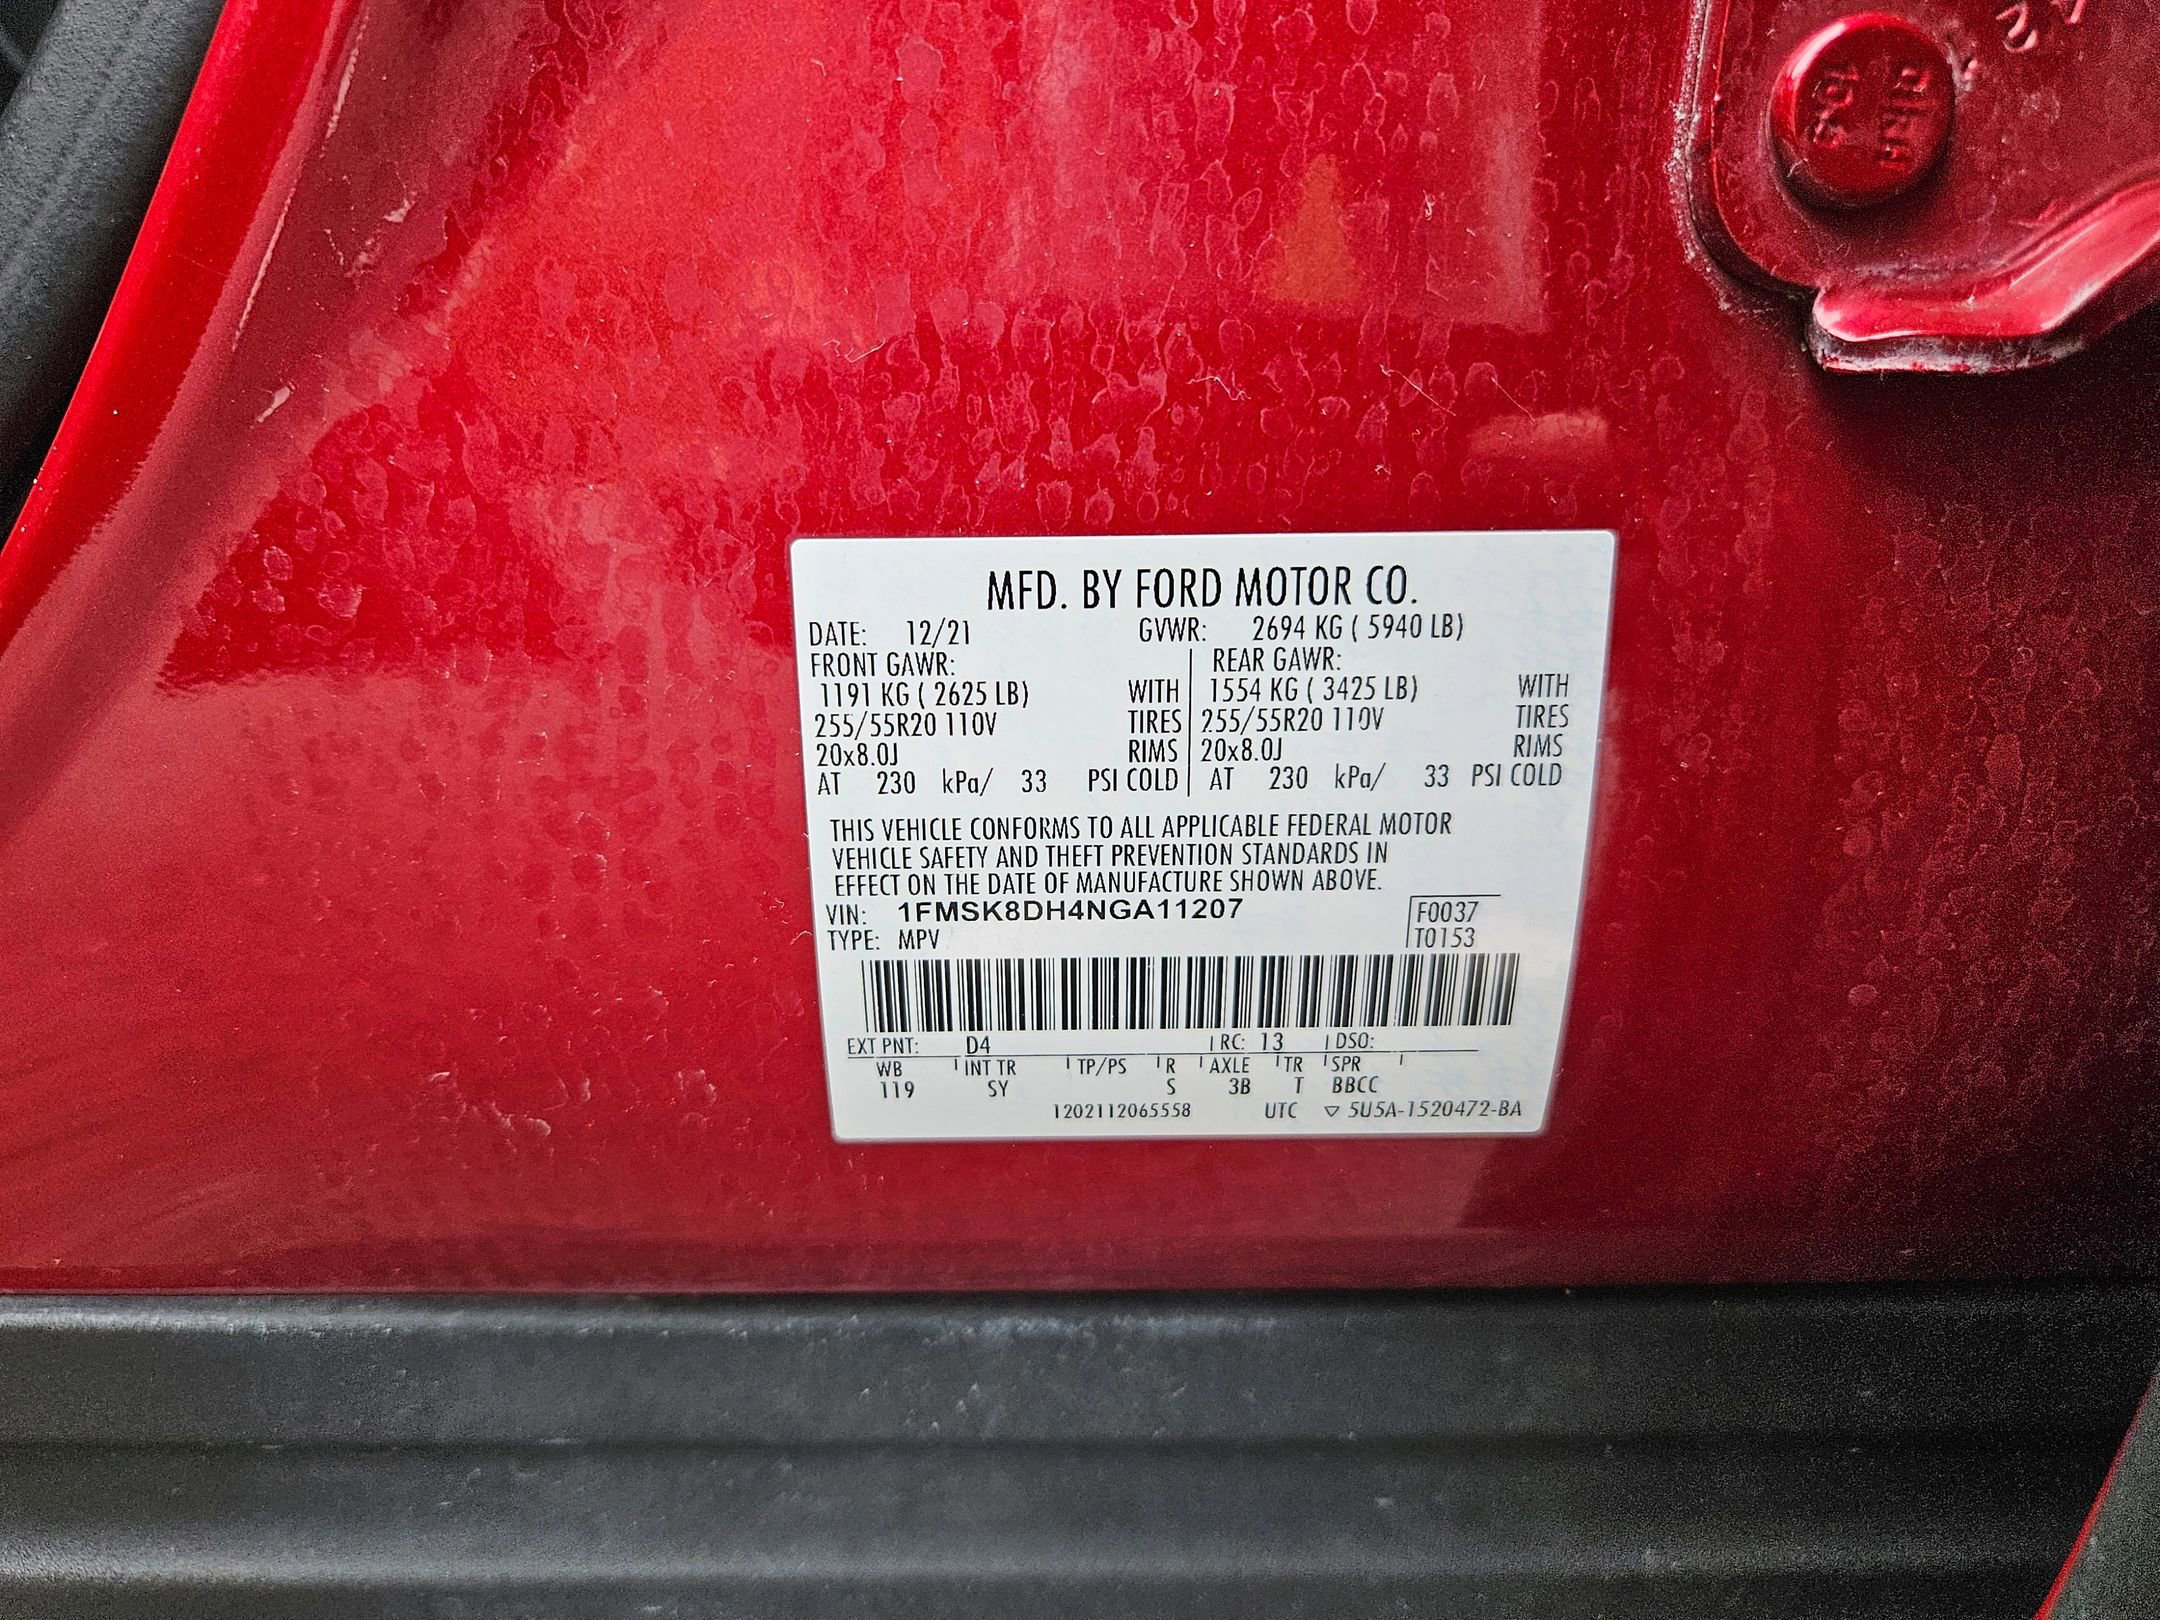 MFD. BY FORD MOTOR CO.
DATE: 12/21 GVWR: 2694 KG ( 5940 LB)
FRONT GAWR: REAR GAWR:
1191 KG ( 2625 LB) WITH 1554 KG ( 3425 LB) WITH
255/55R20 110V TIRES 255/55R20 110V TIRES
20x8.0J RIMS 20x8.0J RIMS
AT 230 kPa/ 33 PSI COLD AT 230 kPa/ 33 PSI COLD
THIS VEHICLE CONFORMS TO ALL APPLICABLE FEDERAL MOTOR
VEHICLE SAFETY AND THEFT PREVENTION STANDARDS IN
EFFECT ON THE DATE OF MANUFACTURE SHOWN ABOVE.
VIN: 1FMSK8DH4NGA11207 F0037
TYPE: MPV T0153
EXT PNT: D4 RC: 13 DSO:
WB INT TR TP/PS R AXLE TR SPR
119 SY S 3B T BBCC
1202112065558 UTC ▽ 5U5A-1520472-BA